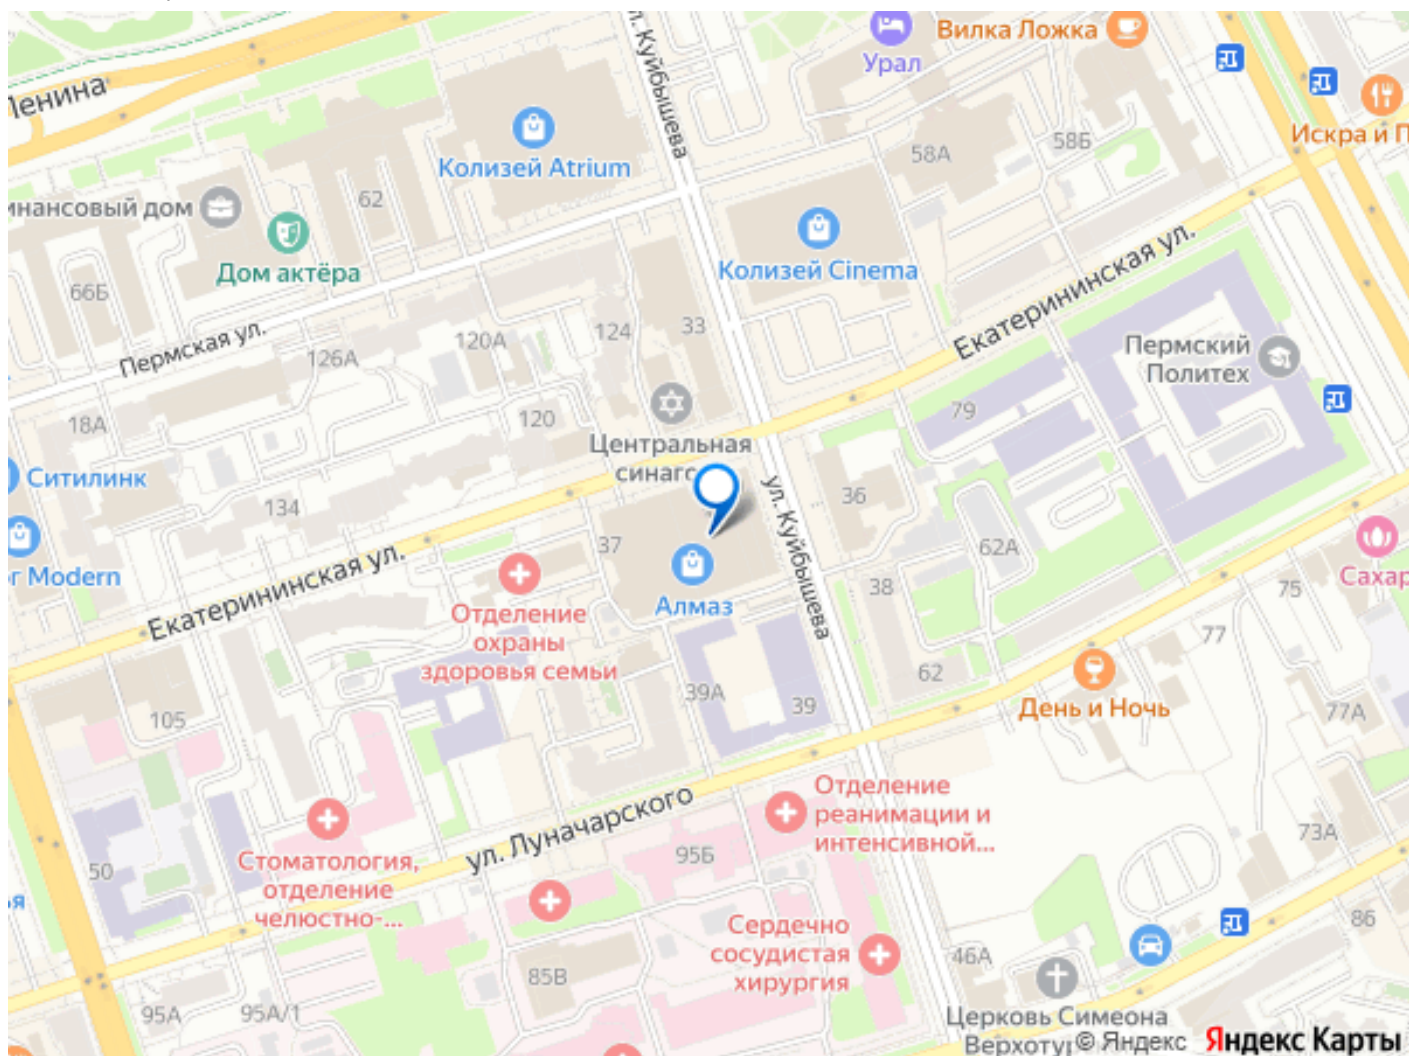 Ленина
ул. Куйбышева
Урал
Вилка Ложка
Колизей Atrium
58А
58Б
Искра и П
инансовый дом
62
Дом актёра
Колизей Cinema
Екатерининская ул.
66Б
Пермская ул.
126А
120А
124
33
Пермский
Политех
18А
120
Центральная
синаго
79
Ситилинк
134
36
ул. Куйбышева
37
62А
ог Modern
Екатерининская ул.
Алмаз
38
75
Сахар
Отделение
охраны
здоровья семьи
77
62
День и Ночь
77А
105
39А
39
Отделение
реанимации и
интенсивной...
ул. Луначарского
95Б
73А
50
Стоматология,
отделение
челюстно-...
ья
Сердечно
сосудистая
хирургия
86
85В
46А
95А
95А/1
Церковь Симеона
Верхоту
© Яндекс Яндекс Карты